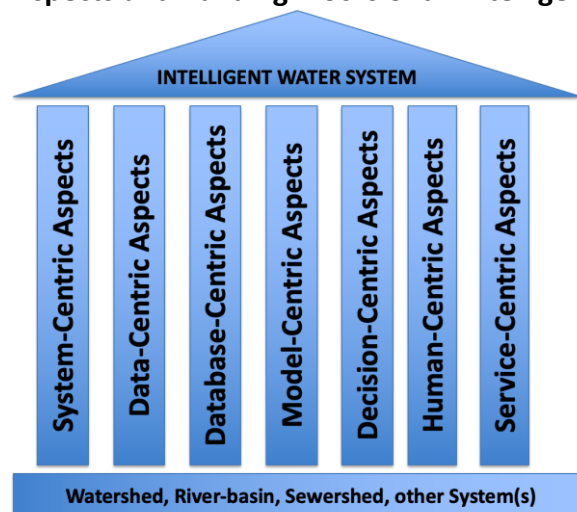 and
INTELLIGENT WATER SYSTEM
System-Centric Aspects
Data-Centric Aspects
Database-Centric Aspects
Model-Centric Aspects
Decision-Centric Aspects
Human-Centric Aspects
Service-Centric Aspects
Watershed, River-basin, Sewershed, other System(s)